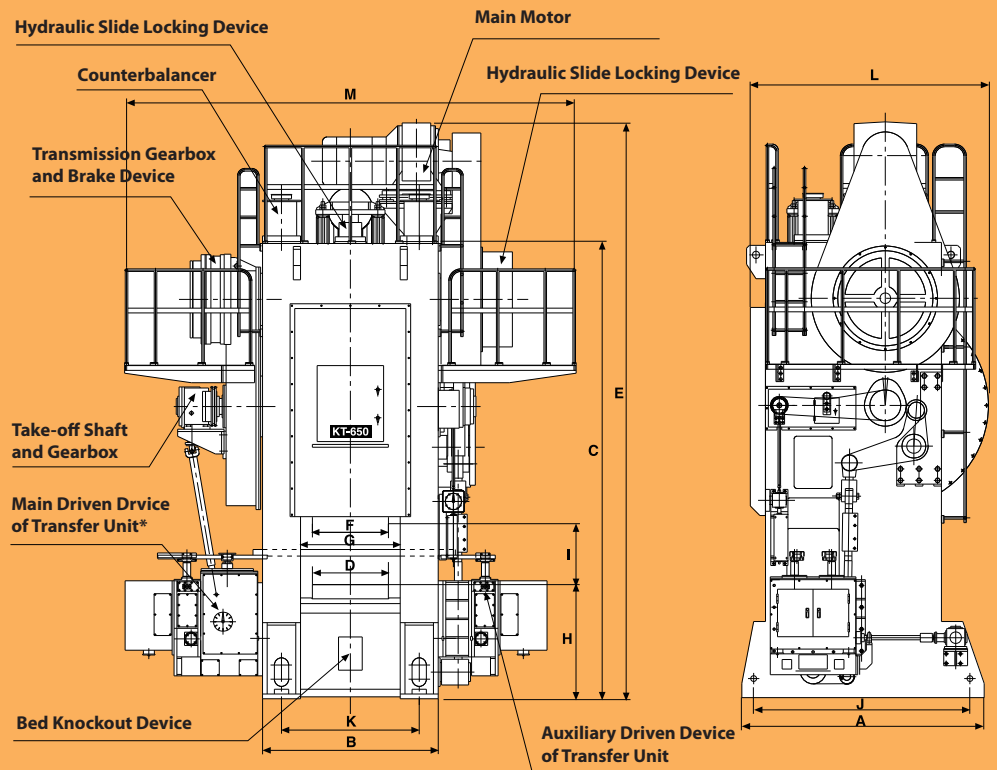 Main Motor
Hydraulic Slide Locking Device
Counterbalancer
Hydraulic Slide Locking Device
L
M
Transmission Gearbox
and Brake Device
E
KT-650
C
Take-off Shaft
and Gearbox
Main Driven Drvice
of Transfer Unit*
F
G
I
D
H
J
Bed Knockout Device
K
A
B
Auxiliary Driven Device
of Transfer Unit